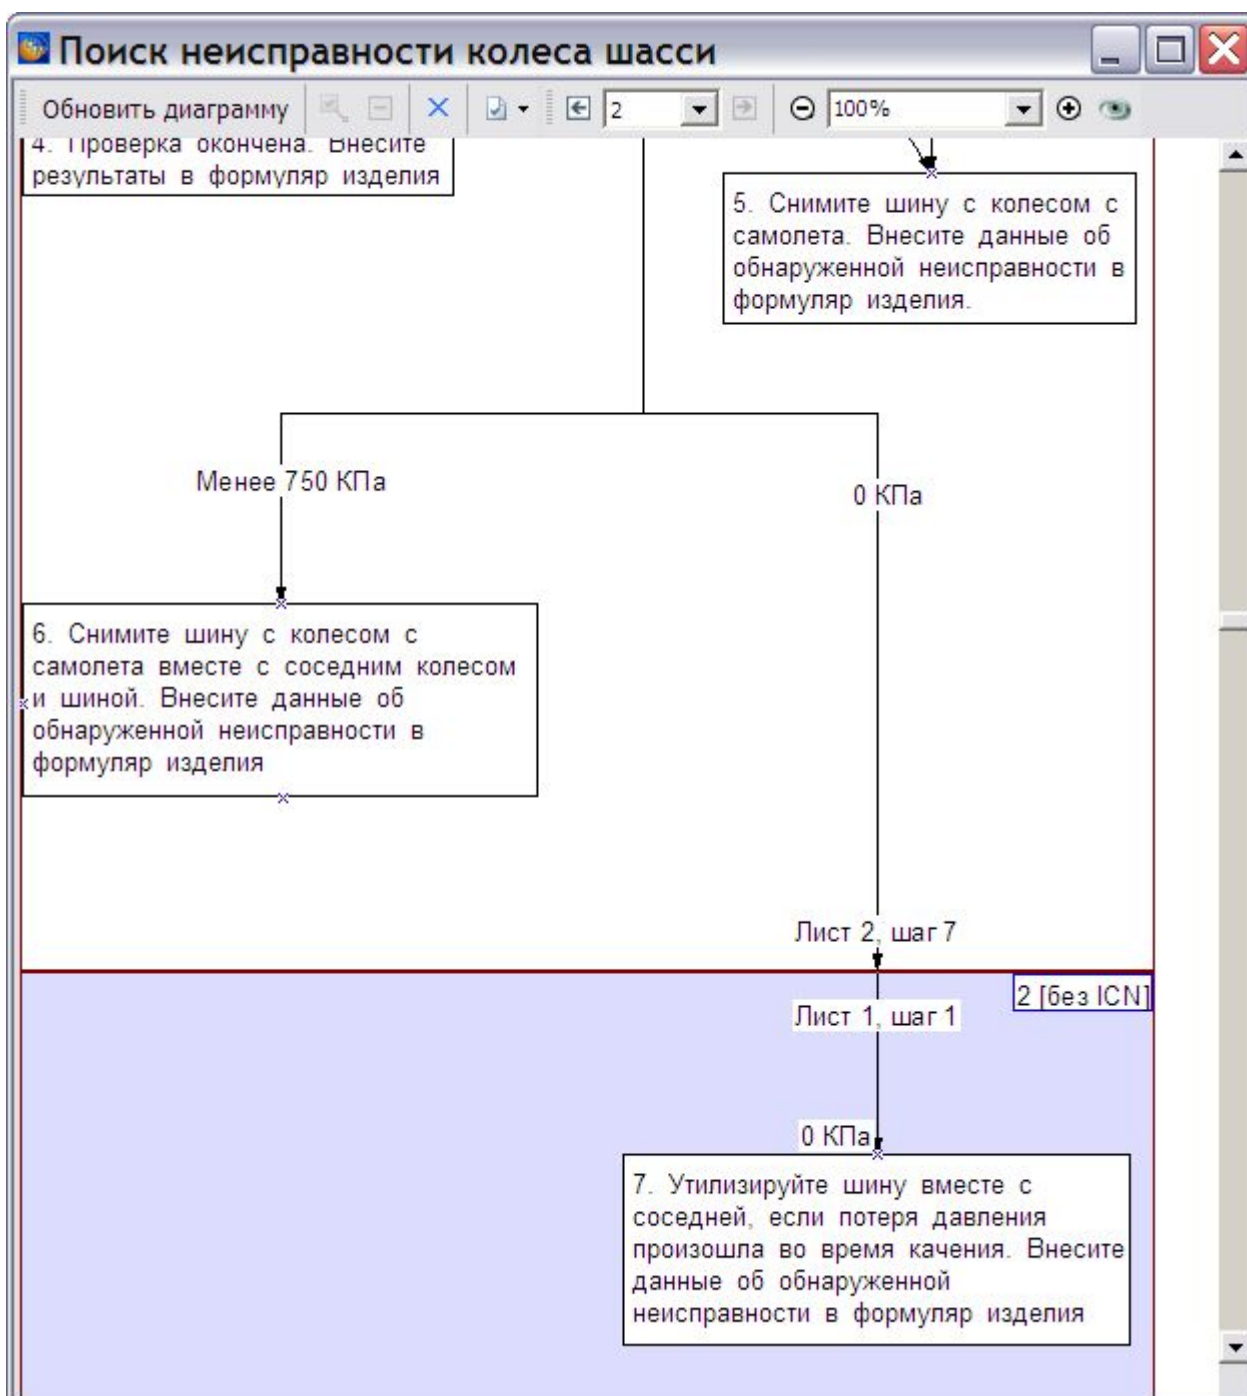 Поиск неисправности колеса шасси
Обновить диаграмму
2
100%
4. Проверка окончена. Внесите
результаты в формуляр изделия
5. Снимите шину с колесом с
самолета. Внесите данные об
обнаруженной неисправности в
формуляр изделия.
Менее 750 КПа
0 КПа
6. Снимите шину с колесом с
самолета вместе с соседним колесом
и шиной. Внесите данные об
обнаруженной неисправности в
формуляр изделия
Лист 2, шаг 7
2 [без ICN]
Лист 1, шаг 1
0 КПа
7. Утилизируйте шину вместе с
соседней, если потеря давления
произошла во время качения. Внесите
данные об обнаруженной
неисправности в формуляр изделия